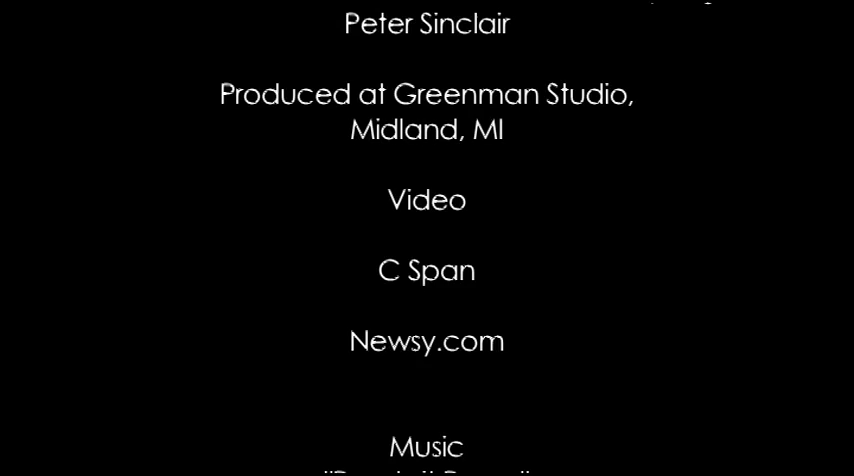 Peter Sinclair
Produced at Greenman Studio,
Midland, MI
Video
C Span
Newsy.com
Music